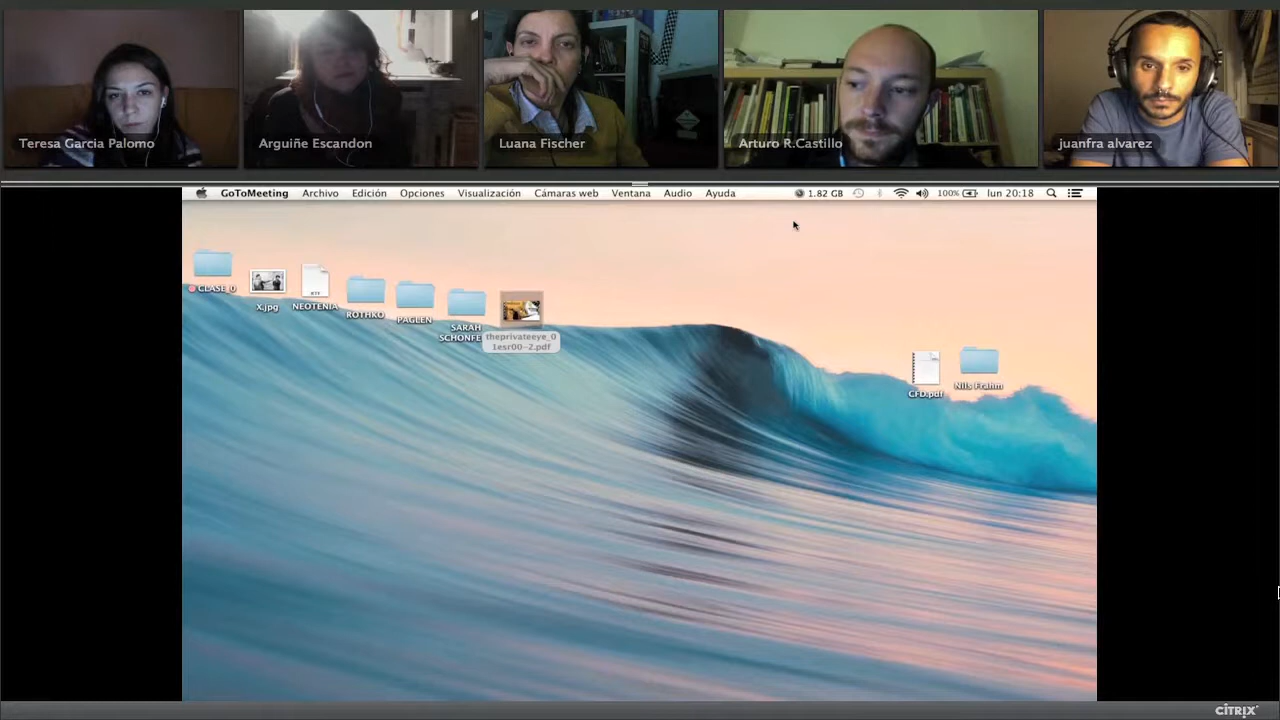 Teresa Garcia Palomo
Arguiñe Escandon
Luana Fischer
Arturo R.Castillo
juanfra alvarez
GoToMeeting Archivo Edición Opciones Visualización Cámaras web Ventana Audio Ayuda 1.82 GB 100% lun 20:18
CLASE_0
X.jpg
RTF
NEOTENIA
ROTHKO
PAGLEN
SARAH
SCHONFE
theprivateeye_0
1esr00-2.pdf
CFD.pdf
Nils Frahm
CITRIX